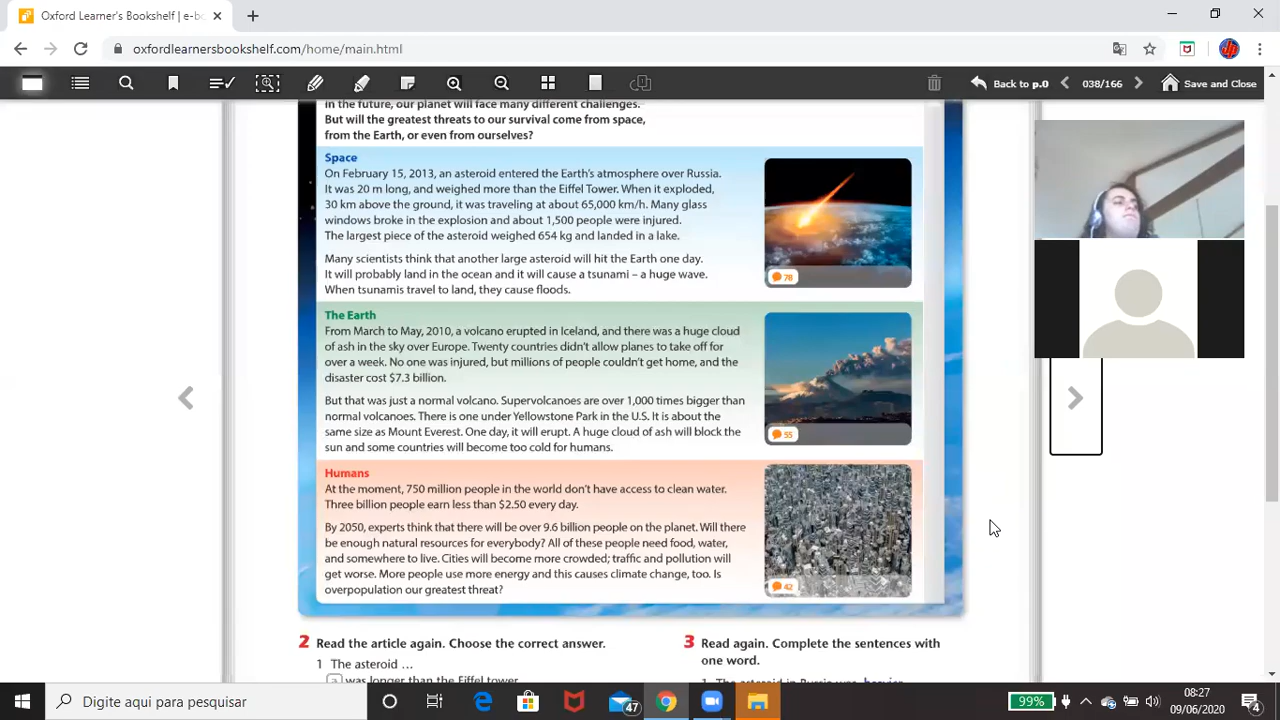 Oxford Learner's Bookshelf | e-bo
oxfordlearnersbookshelf.com/home/main.html
Back to p.0
038/166
Save and Close
in the future, our planet will face many different challenges.
But will the greatest threats to our survival come from space,
from the Earth, or even from ourselves?
Space
On February 15, 2013, an asteroid entered the Earth's atmosphere over Russia.
It was 20 m long, and weighed more than the Eiffel Tower. When it exploded,
30 km above the ground, it was traveling at about 65,000 km/h. Many glass
windows broke in the explosion and about 1,500 people were injured.
The largest piece of the asteroid weighed 654 kg and landed in a lake.
Many scientists think that another large asteroid will hit the Earth one day.
It will probably land in the ocean and it will cause a tsunami – a huge wave.
When tsunamis travel to land, they cause floods.
78
The Earth
From March to May, 2010, a volcano erupted in Iceland, and there was a huge cloud
of ash in the sky over Europe. Twenty countries didn't allow planes to take off for
over a week. No one was injured, but millions of people couldn't get home, and the
disaster cost $7.3 billion.
But that was just a normal volcano. Supervolcanoes are over 1,000 times bigger than
normal volcanoes. There is one under Yellowstone Park in the U.S. It is about the
same size as Mount Everest. One day, it will erupt. A huge cloud of ash will block the
sun and some countries will become too cold for humans.
55
Humans
At the moment, 750 million people in the world don't have access to clean water.
Three billion people earn less than $2.50 every day.
By 2050, experts think that there will be over 9.6 billion people on the planet. Will there
be enough natural resources for everybody? All of these people need food, water,
and somewhere to live. Cities will become more crowded; traffic and pollution will
get worse. More people use more energy and this causes climate change, too. Is
overpopulation our greatest threat?
42
2 Read the article again. Choose the correct answer.
1 The asteroid …
a was longer than the Eiffel tower
3 Read again. Complete the sentences with
one word.
1 The asteroid in Russia was heavier
Digite aqui para pesquisar
47
99%
08:27
09/06/2020
4